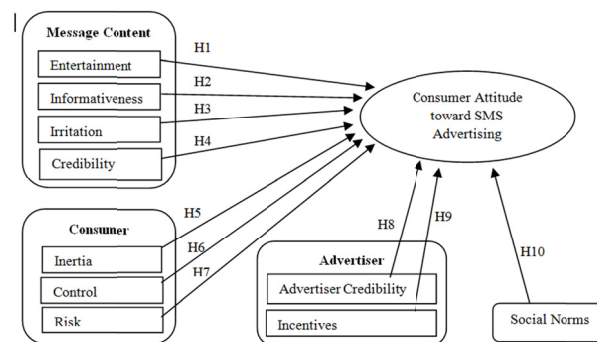 Message Content
Entertainment
Informativeness
Irritation
Credibility
H1
H2
H3
H4
Consumer Attitude
toward SMS
Advertising
Consumer
Inertia
Control
Risk
H5
H6
H7
Advertiser
Advertiser Credibility
Incentives
H8
H9
H10
Social Norms